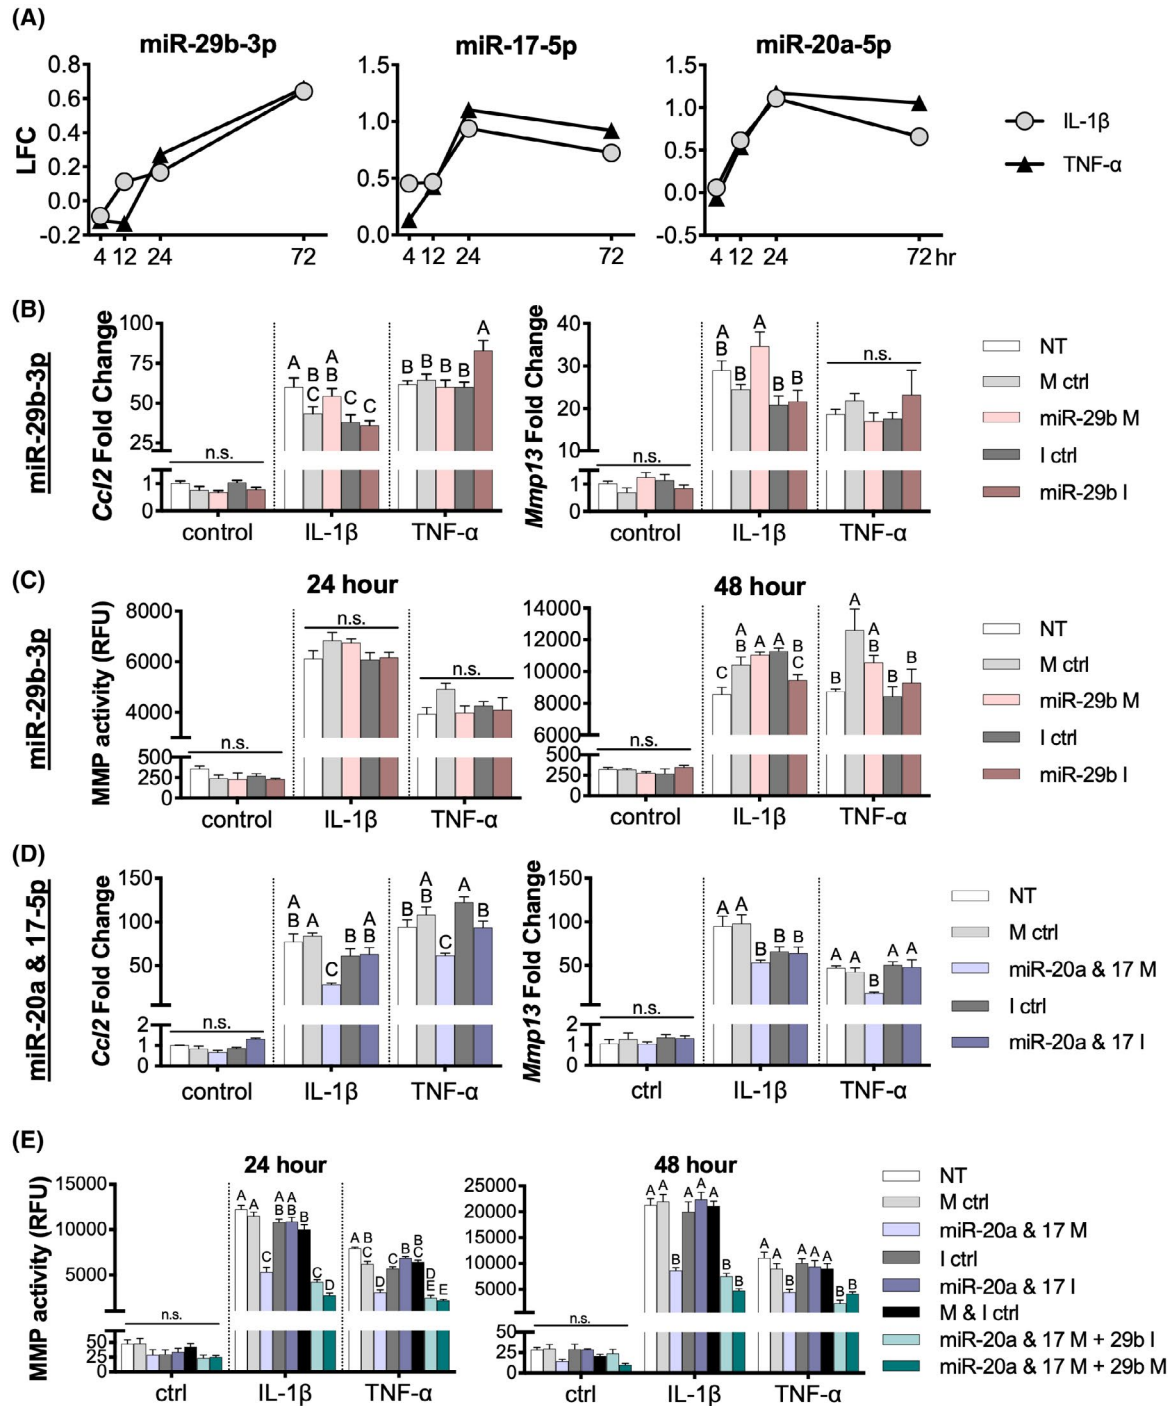 (A)
miR-29b-3p
miR-17-5p
miR-20a-5p
LFC
0.8
0.6
0.4
0.2
0.0
-0.2
4 12 24 72
1.5
1.0
0.5
0.0
4 12 24 72
1.5
1.0
0.5
0.0
-0.5
4 12 24 72 hr
IL-1β
TNF-α
(B)
miR-29b-3p
Ccl2 Fold Change
100
75
50
25
1
0
n.s.
A B C A B C C
B B B B A
control IL-1β TNF-α
Mmp13 Fold Change
40
30
20
10
1
0
n.s.
A B B A B B
n.s.
control IL-1β TNF-α
NT
M ctrl
miR-29b M
I ctrl
miR-29b I
(C)
miR-29b-3p
24 hour
MMP activity (RFU)
8000
6000
4000
500
250
0
n.s.
n.s.
n.s.
control IL-1β TNF-α
48 hour
14000
12000
10000
8000
6000
500
250
0
n.s.
C A B A A B C
B A A B B B
control IL-1β TNF-α
NT
M ctrl
miR-29b M
I ctrl
miR-29b I
(D)
miR-20a & 17-5p
Ccl2 Fold Change
150
100
50
2
1
0
n.s.
A B A C B A B
B A B C A B
control IL-1β TNF-α
Mmp13 Fold Change
150
100
50
2
1
0
n.s.
A A B B B
A A B A A
ctrl IL-1β TNF-α
NT
M ctrl
miR-20a & 17 M
I ctrl
miR-20a & 17 I
(E)
24 hour
MMP activity (RFU)
15000
10000
5000
50
25
0
n.s.
A A C A B A B B C D
A B C D C B B C D E E
ctrl IL-1β TNF-α
48 hour
25000
20000
15000
10000
5000
50
25
0
n.s.
A A B A A A B B
A A B A A A B B
ctrl IL-1β TNF-α
NT
M ctrl
miR-20a & 17 M
I ctrl
miR-20a & 17 I
M & I ctrl
miR-20a & 17 M + 29b I
miR-20a & 17 M + 29b M